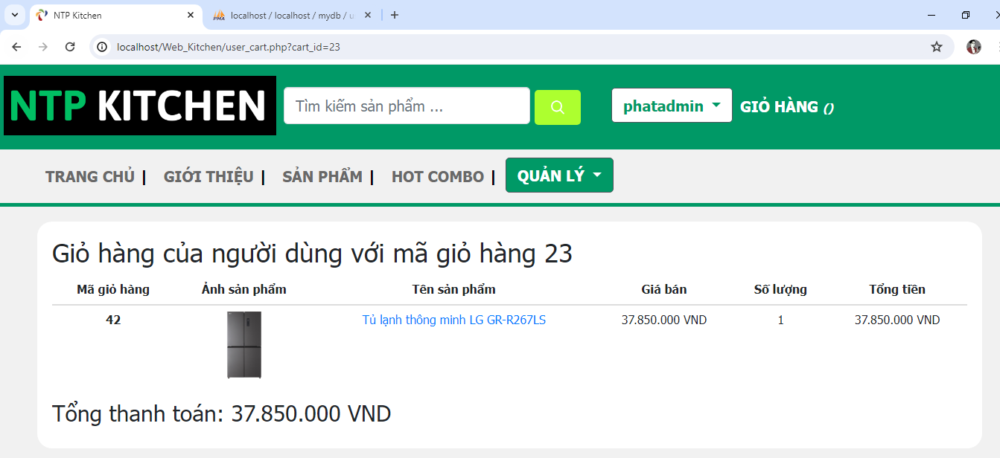 NTP Kitchen
localhost / localhost / mydb / u
localhost/Web_Kitchen/user_cart.php?cart_id=23
NTP KITCHEN
Tìm kiếm sản phẩm ...
phatadmin
GIỎ HÀNG ()
TRANG CHỦ | GIỚI THIỆU | SẢN PHẨM | HOT COMBO | QUẢN LÝ
Giỏ hàng của người dùng với mã giỏ hàng 23
Mã giỏ hàng Ảnh sản phẩm Tên sản phẩm Giá bán Số lượng Tổng tiền
42 Tủ lạnh thông minh LG GR-R267LS 37.850.000 VND 1 37.850.000 VND
Tổng thanh toán: 37.850.000 VND